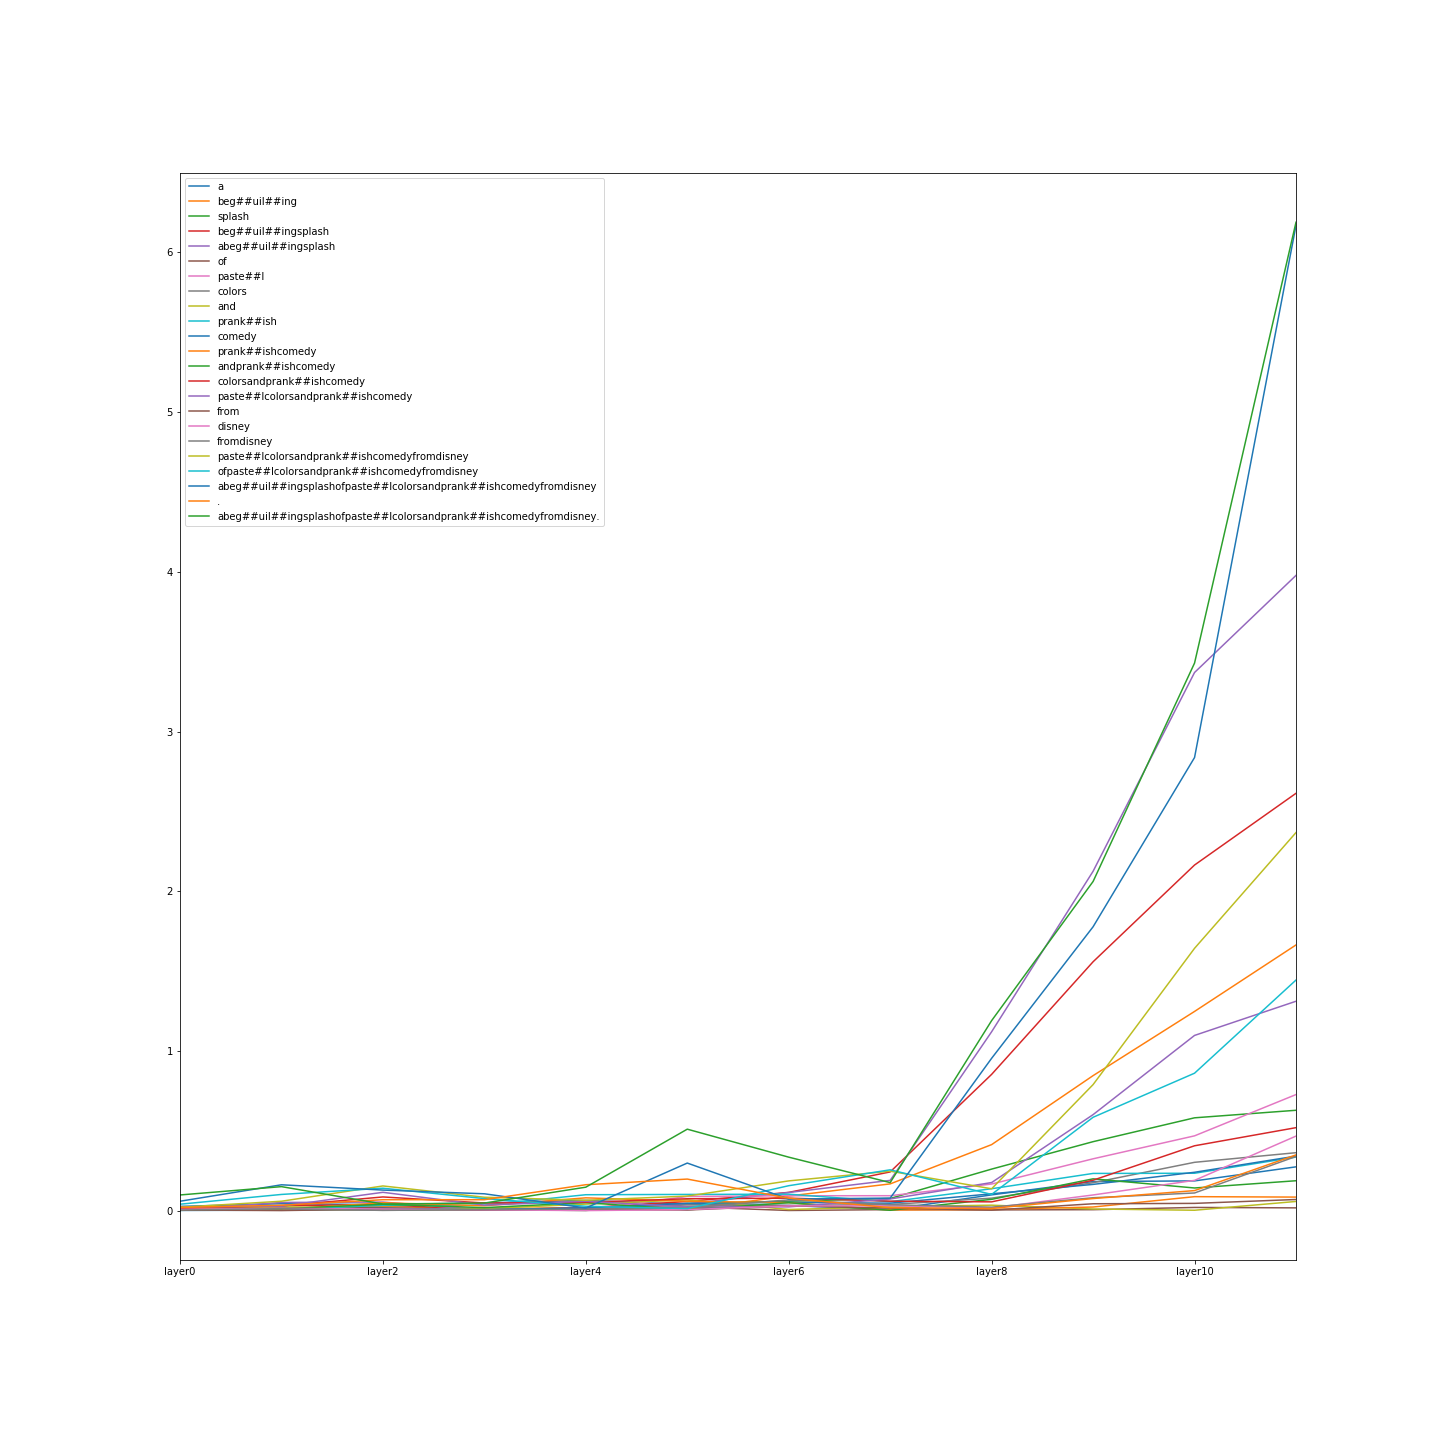 a
beg##uil##ing
splash
beg##uil##ingsplash
abeg##uil##ingsplash
of
paste##l
colors
and
prank##ish
comedy
prank##ishcomedy
andprank##ishcomedy
colorsandprank##ishcomedy
paste##lcolorsandprank##ishcomedy
from
disney
fromdisney
paste##lcolorsandprank##ishcomedyfromdisney
ofpaste##lcolorsandprank##ishcomedyfromdisney
abeg##uil##ingsplashofpaste##lcolorsandprank##ishcomedyfromdisney
.
abeg##uil##ingsplashofpaste##lcolorsandprank##ishcomedyfromdisney.
6
5
4
3
2
1
0
layer0 layer2 layer4 layer6 layer8 layer10